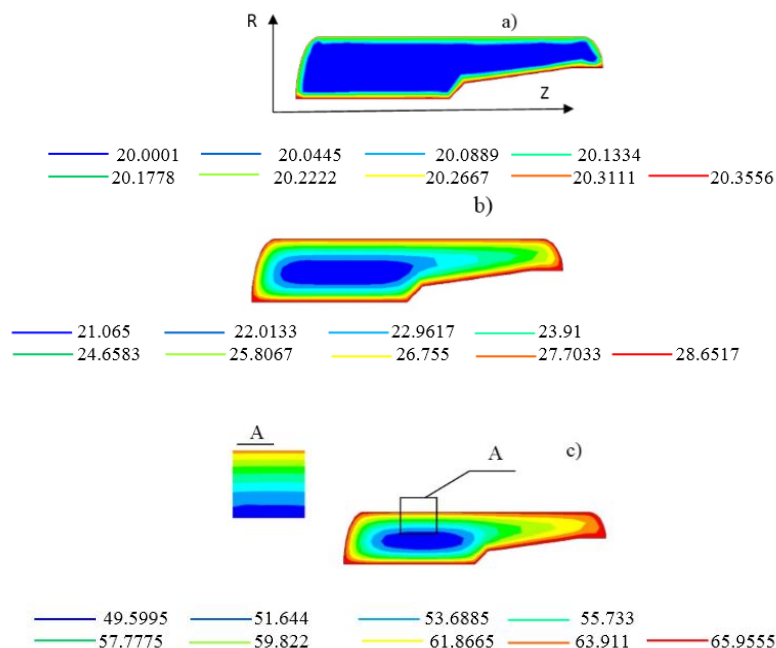 R
a)
Z
20.0001 20.0445 20.0889 20.1334
20.1778 20.2222 20.2667 20.3111 20.3556
b)
21.065 22.0133 22.9617 23.91
24.6583 25.8067 26.755 27.7033 28.6517
A
A
c)
49.5995 51.644 53.6885 55.733
57.7775 59.822 61.8665 63.911 65.9555